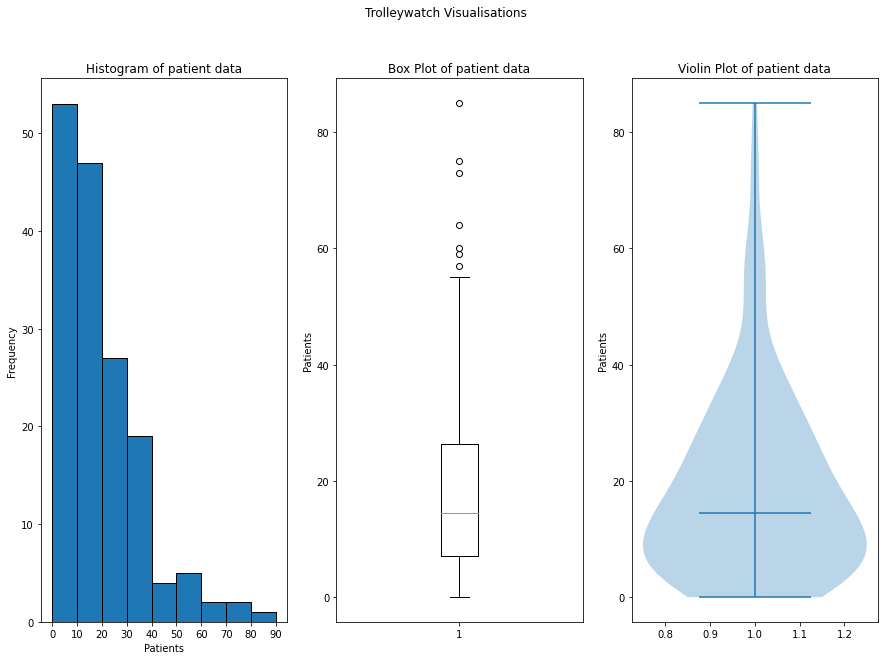 Trolleywatch Visualisations
Histogram of patient data
Frequency
50
40
30
20
10
0
0 10 20 30 40 50 60 70 80 90
Patients
Box Plot of patient data
Patients
80
60
40
20
0
1
Violin Plot of patient data
Patients
80
60
40
20
0
0.8 0.9 1.0 1.1 1.2